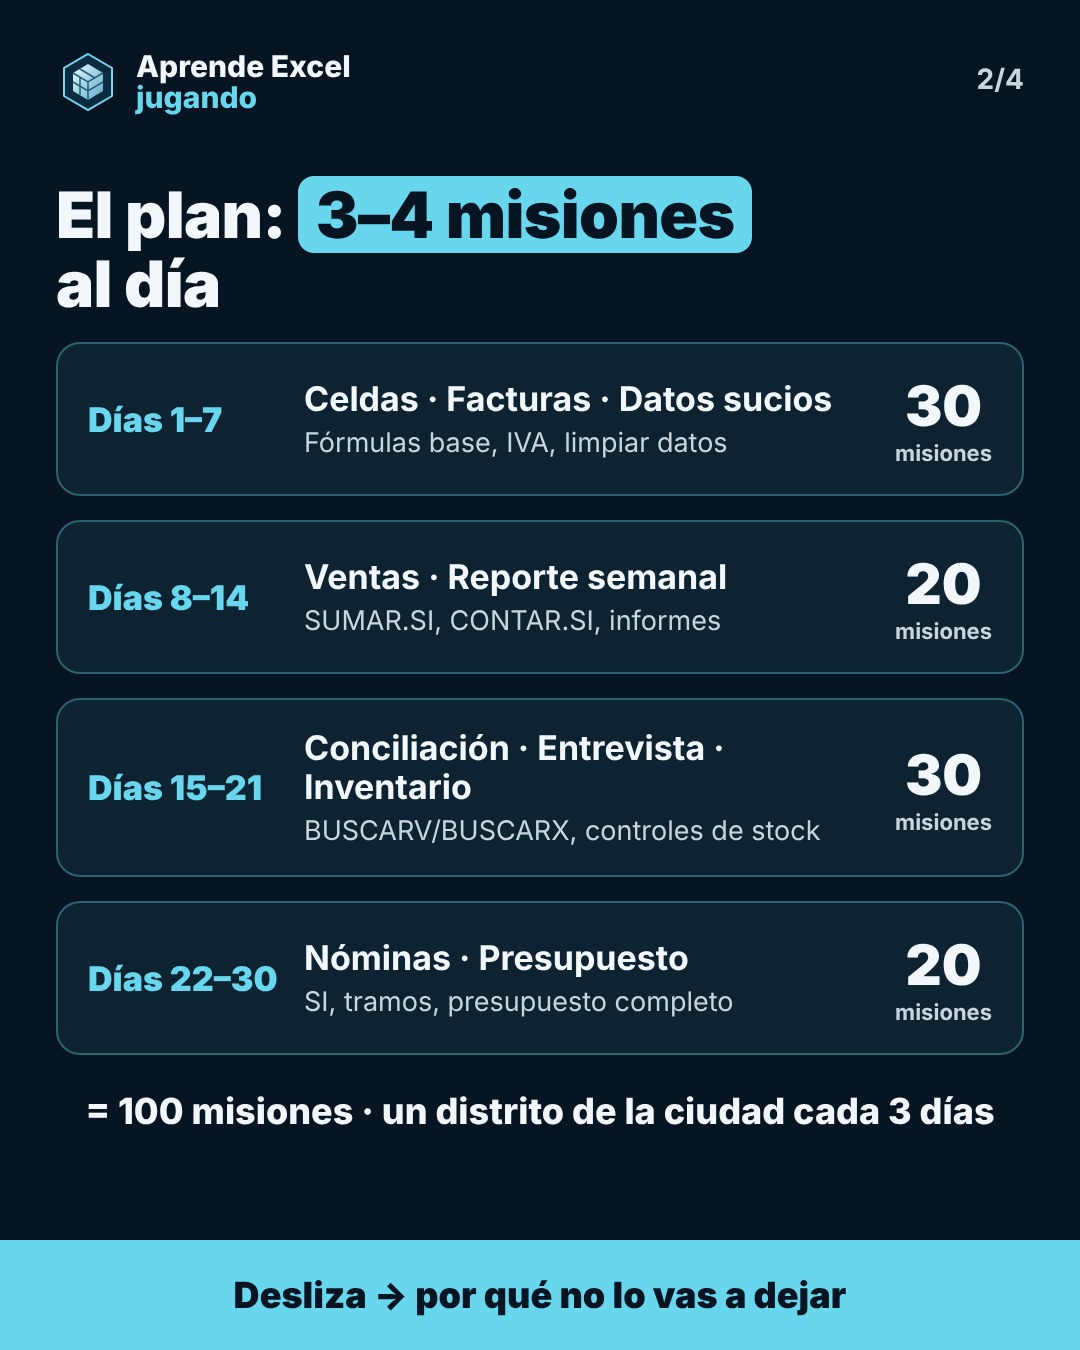 Aprende Excel
jugando
2/4
El plan: 3–4 misiones
al día
Días 1–7
Celdas · Facturas · Datos sucios
Fórmulas base, IVA, limpiar datos
30
misiones
Días 8–14
Ventas · Reporte semanal
SUMAR.SI, CONTAR.SI, informes
20
misiones
Días 15–21
Conciliación · Entrevista ·
Inventario
BUSCARV/BUSCARX, controles de stock
30
misiones
Días 22–30
Nóminas · Presupuesto
SI, tramos, presupuesto completo
20
misiones
= 100 misiones · un distrito de la ciudad cada 3 días
Desliza → por qué no lo vas a dejar